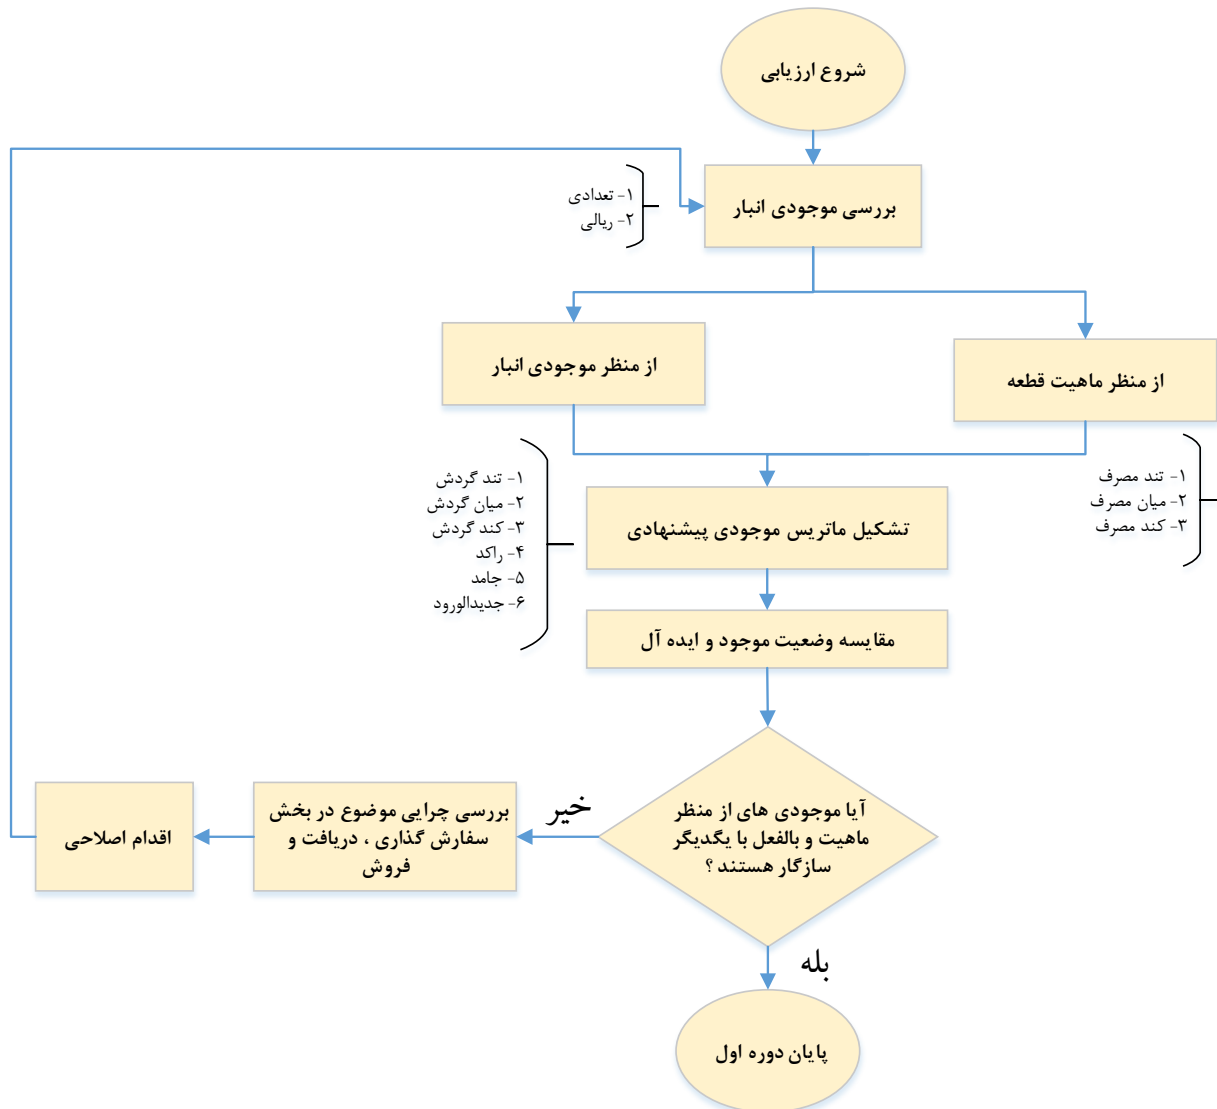 شروع ارزیابی
بررسی موجودی انبار
۱- تعدادی
۲- ریالی
از منظر موجودی انبار
از منظر ماهیت قطعه
۱- تند گردش
۲- میان گردش
۳- کند گردش
۴- راکد
۵- جامد
۶- جدیدالورود
۱- تند مصرف
۲- میان مصرف
۳- کند مصرف
تشکیل ماتریس موجودی پیشنهادی
مقایسه وضعیت موجود و ایده آل
آیا موجودی های از منظر
ماهیت و بالفعل با یگدیگر
سازگار هستند ؟
خیر
بررسی چرایی موضوع در بخش
سفارش گذاری ، دریافت و
فروش
اقدام اصلاحی
بله
پایان دوره اول